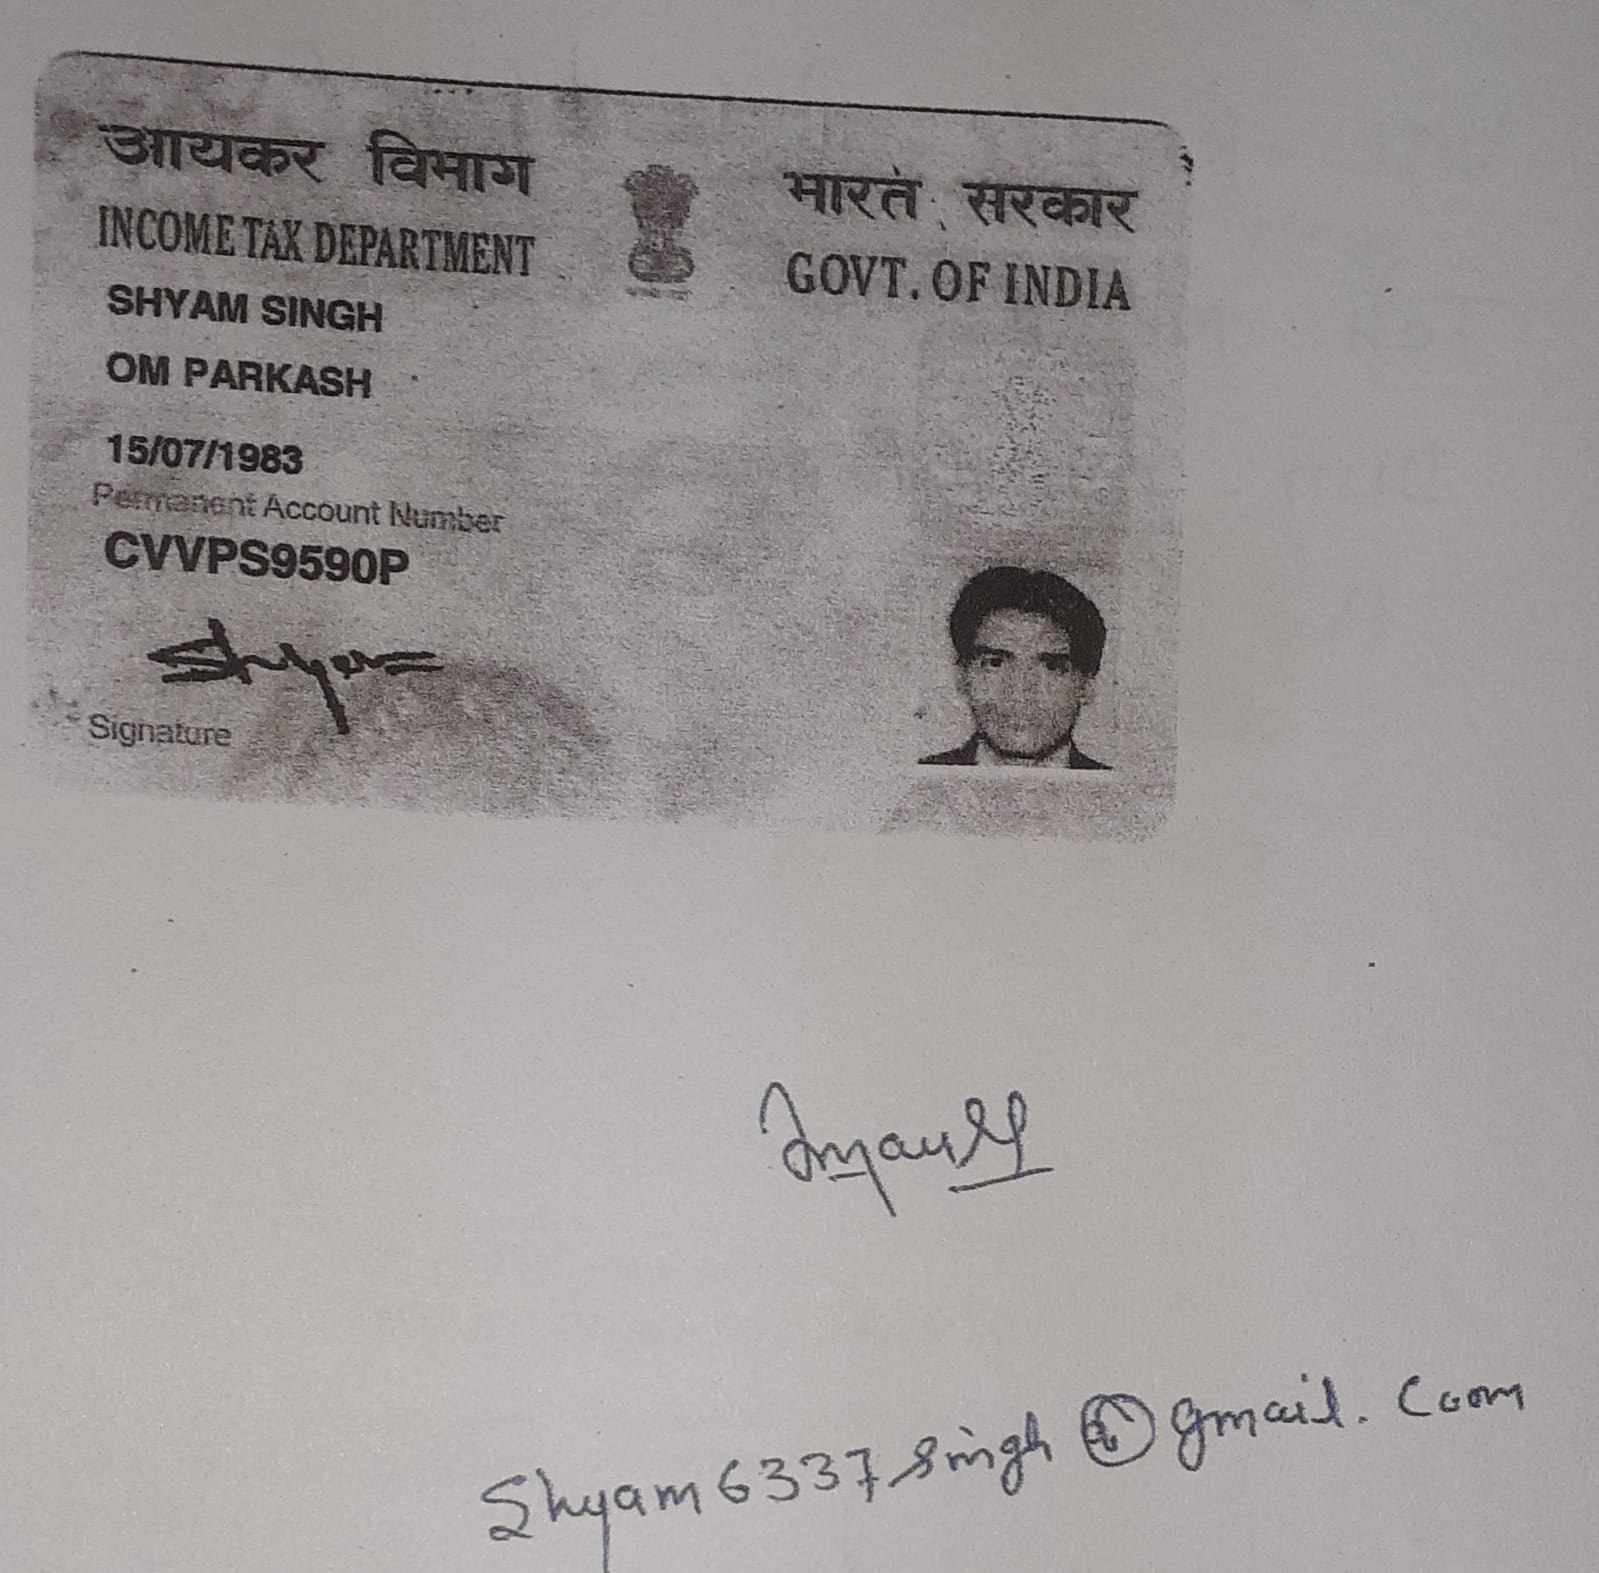 आयकर विभाग
INCOME TAX DEPARTMENT
भारत सरकार
GOVT. OF INDIA
SHYAM SINGH
OM PARKASH
15/07/1983
Permanent Account Number
CVVPS9590P
Shyam
Signature
Shyam6337singh@gmail.com